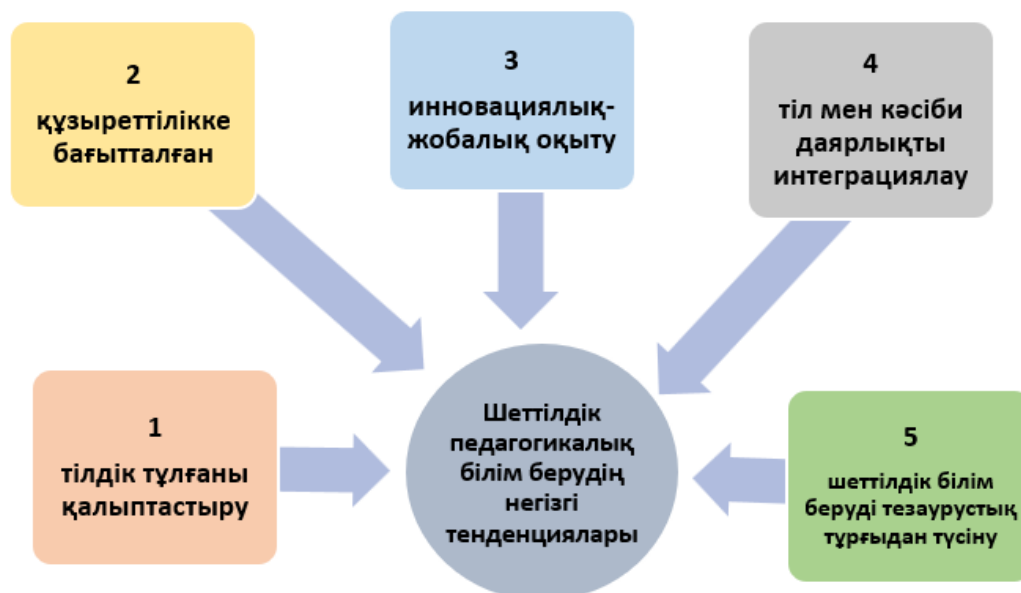 2
құзыреттілікке
бағытталған
3
инновациялық-
жобалық оқыту
4
тіл мен кәсіби
даярлықты
интеграциялау
1
тілдік тұлғаны
қалыптастыру
Шеттілдік
педагогикалық
білім берудің
негізгі
тенденциялары
5
шеттілдік білім
беруді тезаурустық
тұрғыдан түсіну